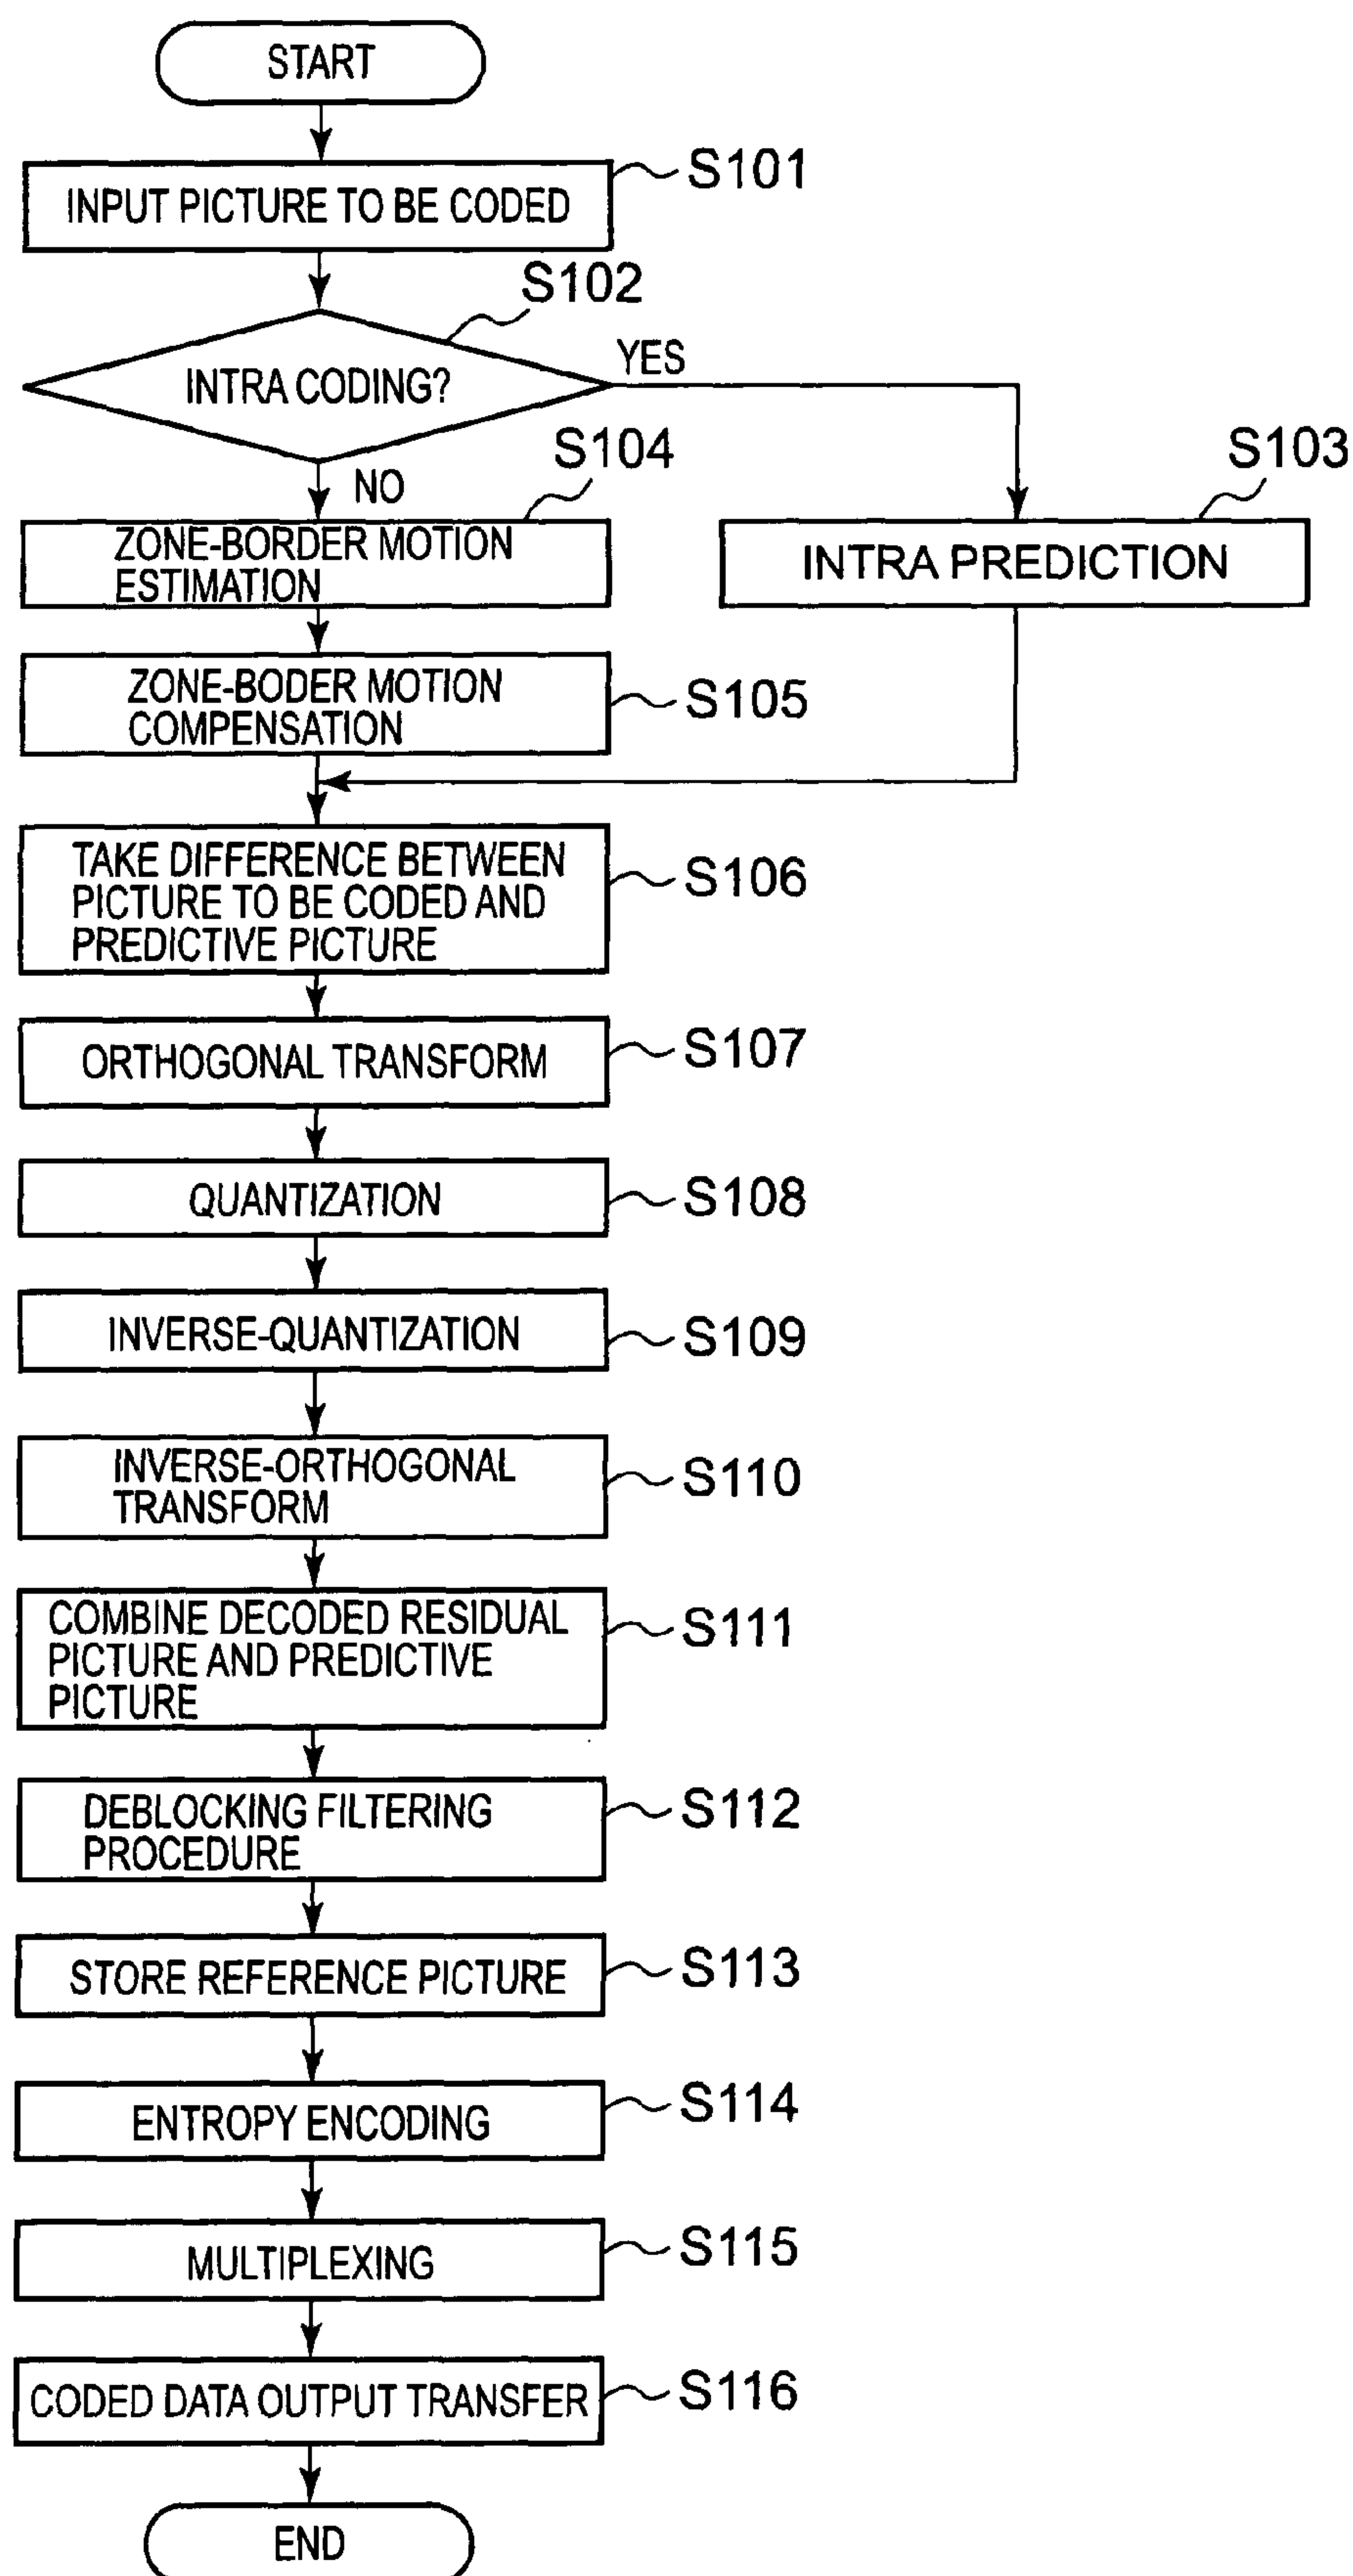 START
INPUT PICTURE TO BE CODED
S101
S102
INTRA CODING?
YES
NO
S104
S103
ZONE-BORDER MOTION
ESTIMATION
INTRA PREDICTION
ZONE-BODER MOTION
COMPENSATION
S105
TAKE DIFFERENCE BETWEEN
PICTURE TO BE CODED AND
PREDICTIVE PICTURE
S106
ORTHOGONAL TRANSFORM
S107
QUANTIZATION
S108
INVERSE-QUANTIZATION
S109
INVERSE-ORTHOGONAL
TRANSFORM
S110
COMBINE DECODED RESIDUAL
PICTURE AND PREDICTIVE
PICTURE
S111
DEBLOCKING FILTERING
PROCEDURE
S112
STORE REFERENCE PICTURE
S113
ENTROPY ENCODING
S114
MULTIPLEXING
S115
CODED DATA OUTPUT TRANSFER
S116
END